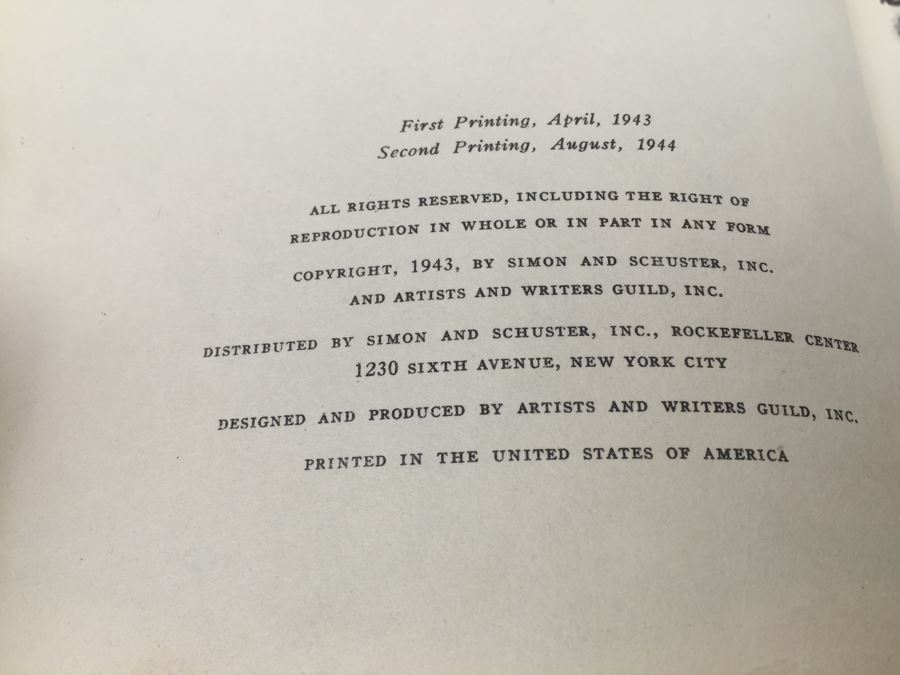 First Printing, April, 1943
Second Printing, August, 1944
ALL RIGHTS RESERVED, INCLUDING THE RIGHT OF
REPRODUCTION IN WHOLE OR IN PART IN ANY FORM
COPYRIGHT, 1943, BY SIMON AND SCHUSTER, INC.
AND ARTISTS AND WRITERS GUILD, INC.
DISTRIBUTED BY SIMON AND SCHUSTER, INC., ROCKEFELLER CENTER
1230 SIXTH AVENUE, NEW YORK CITY
DESIGNED AND PRODUCED BY ARTISTS AND WRITERS GUILD, INC.
PRINTED IN THE UNITED STATES OF AMERICA